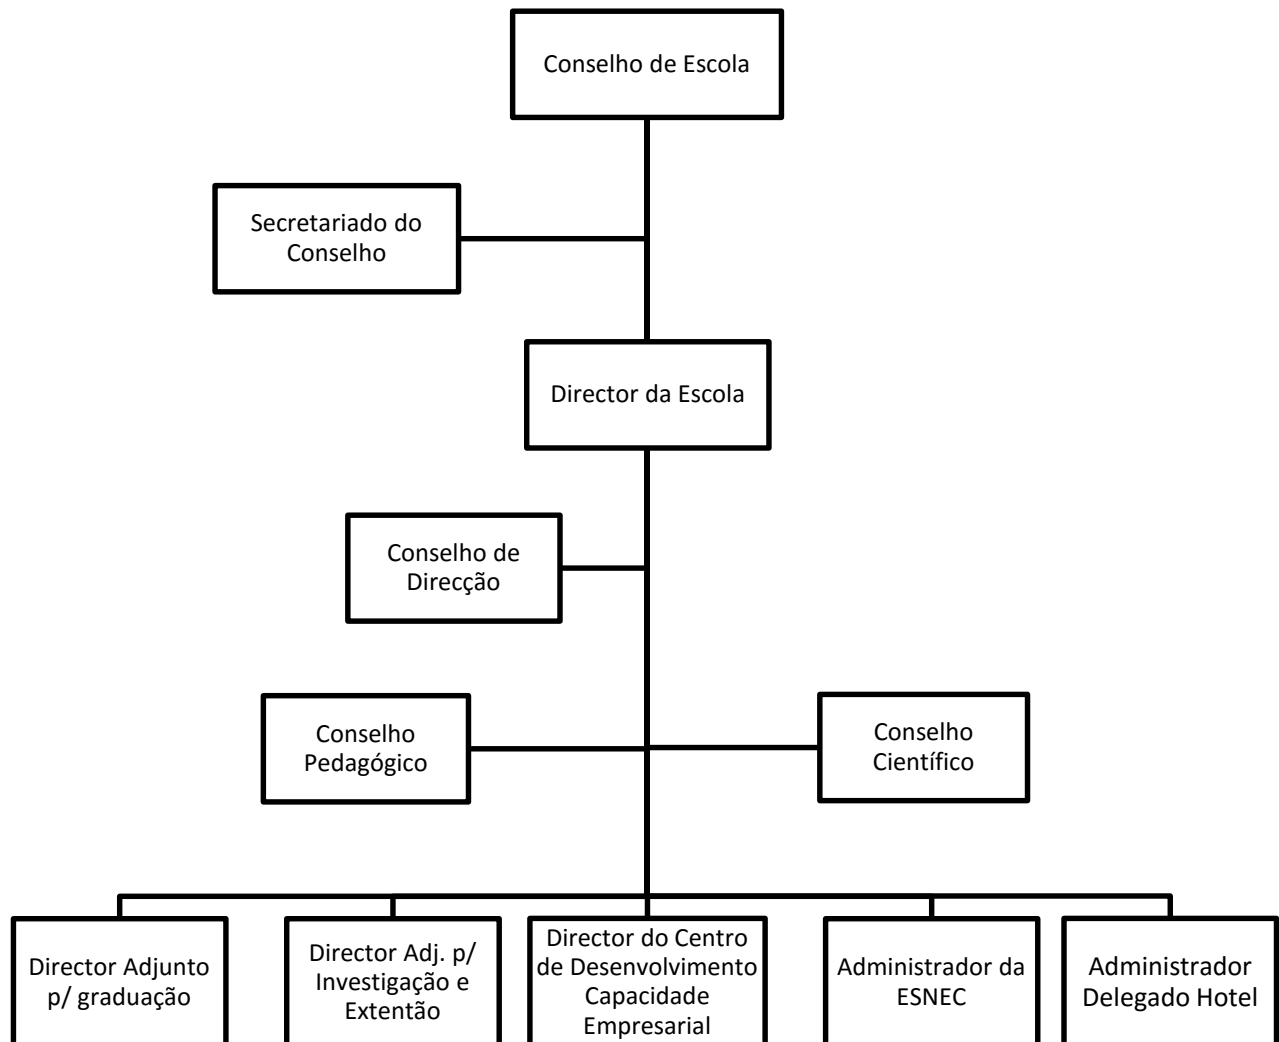 Conselho de Escola
Secretariado do
Conselho
Director da Escola
Conselho de
Direcção
Conselho
Pedagógico
Conselho
Científico
Director Adjunto
p/ graduação
Director Adj. p/
Investigação e
Extentão
Director do Centro
de Desenvolvimento
Capacidade
Empresarial
Administrador da
ESNEC
Administrador
Delegado Hotel